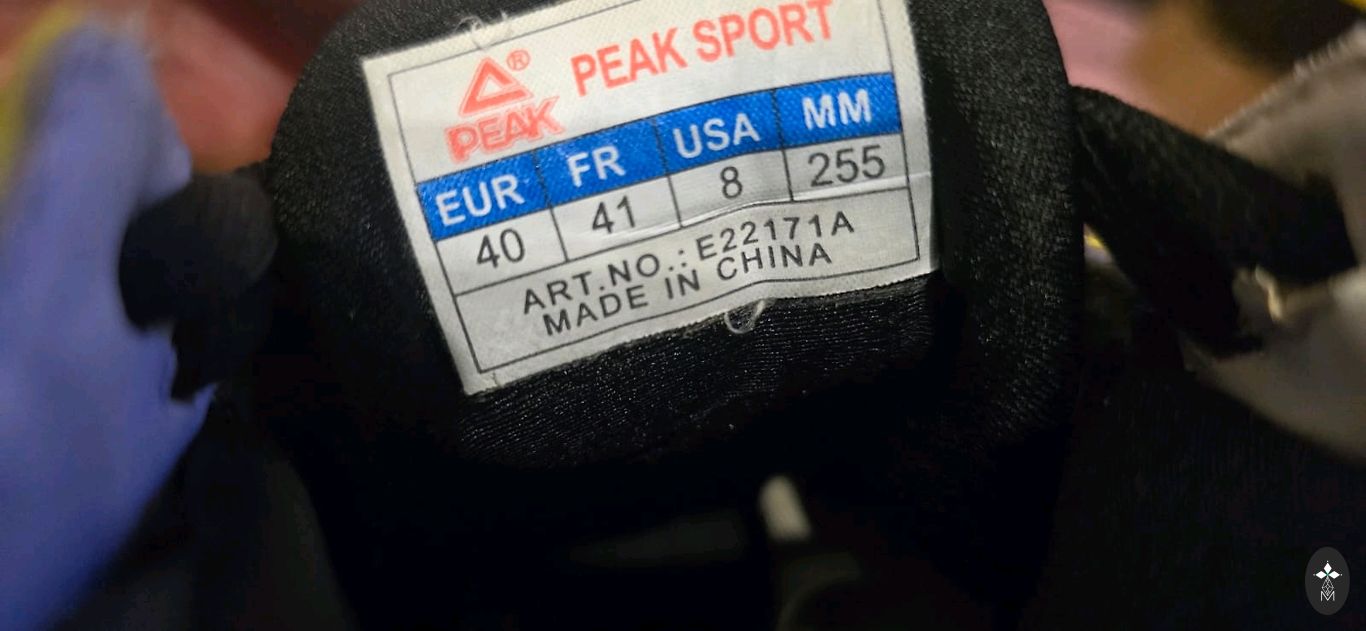 PEAK® PEAK SPORT
EUR FR USA MM
40 41 8 255
ART.NO.: E22171A
MADE IN CHINA
M